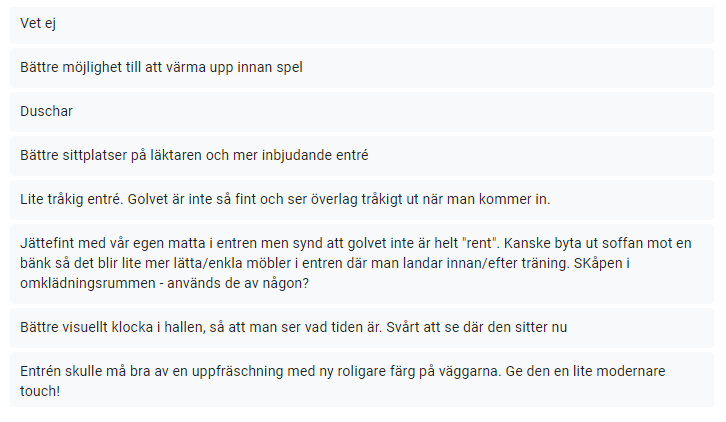 Vet ej
Bättre möjlighet till att värma upp innan spel
Duschar
Bättre sittplatser på läktaren och mer inbjudande entré
Lite tråkig entré. Golvet är inte så fint och ser överlag tråkigt ut när man kommer in.
Jättefint med vår egen matta i entren men synd att golvet inte är helt "rent". Kanske byta ut soffan mot en
bänk så det blir lite mer lätta/enkla möbler i entren där man landar innan/efter träning. SKåpen i
omklädningsrummen - används de av någon?
Bättre visuellt klocka i hallen, så att man ser vad tiden är. Svårt att se där den sitter nu
Entrén skulle må bra av en uppfräschning med ny roligare färg på väggarna. Ge den en lite modernare
touch!